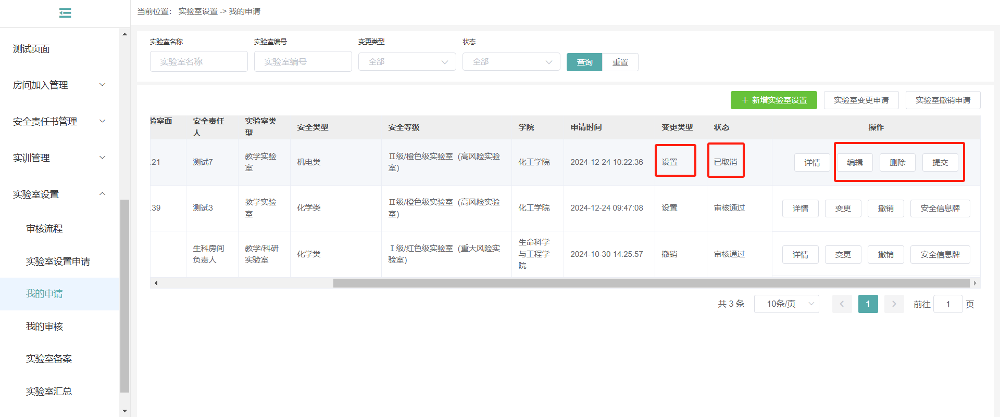 当前位置： 实验室设置 -> 我的申请
测试页面
房间加入管理
安全责任书管理
实训管理
实验室设置
审核流程
实验室设置申请
我的申请
我的审核
实验室备案
实验室汇总
实验室名称 实验室编号 变更类型 状态
实验室名称 实验室编号 全部 全部 查询 重置
＋ 新增实验室设置 实验室变更申请 实验室撤销申请
验室面 安全责任人 实验室类型 安全类型 安全等级 学院 申请时间 变更类型 状态 操作
.21 测试7 教学实验室 机电类 Ⅱ级/橙色级实验室（高风险实验室） 化工学院 2024-12-24 10:22:36 设置 已取消 详情 编辑 删除 提交
.39 测试3 教学实验室 化学类 Ⅱ级/橙色级实验室（高风险实验室） 化工学院 2024-12-24 09:47:08 设置 审核通过 详情 变更 撤销 安全信息牌
生科房间负责人 教学/科研实验室 化学类 Ⅰ级/红色级实验室（重大风险实验室） 生命科学与工程学院 2024-10-30 14:25:57 撤销 审核通过 详情 变更 撤销 安全信息牌
共 3 条 10条/页 1 前往 1 页